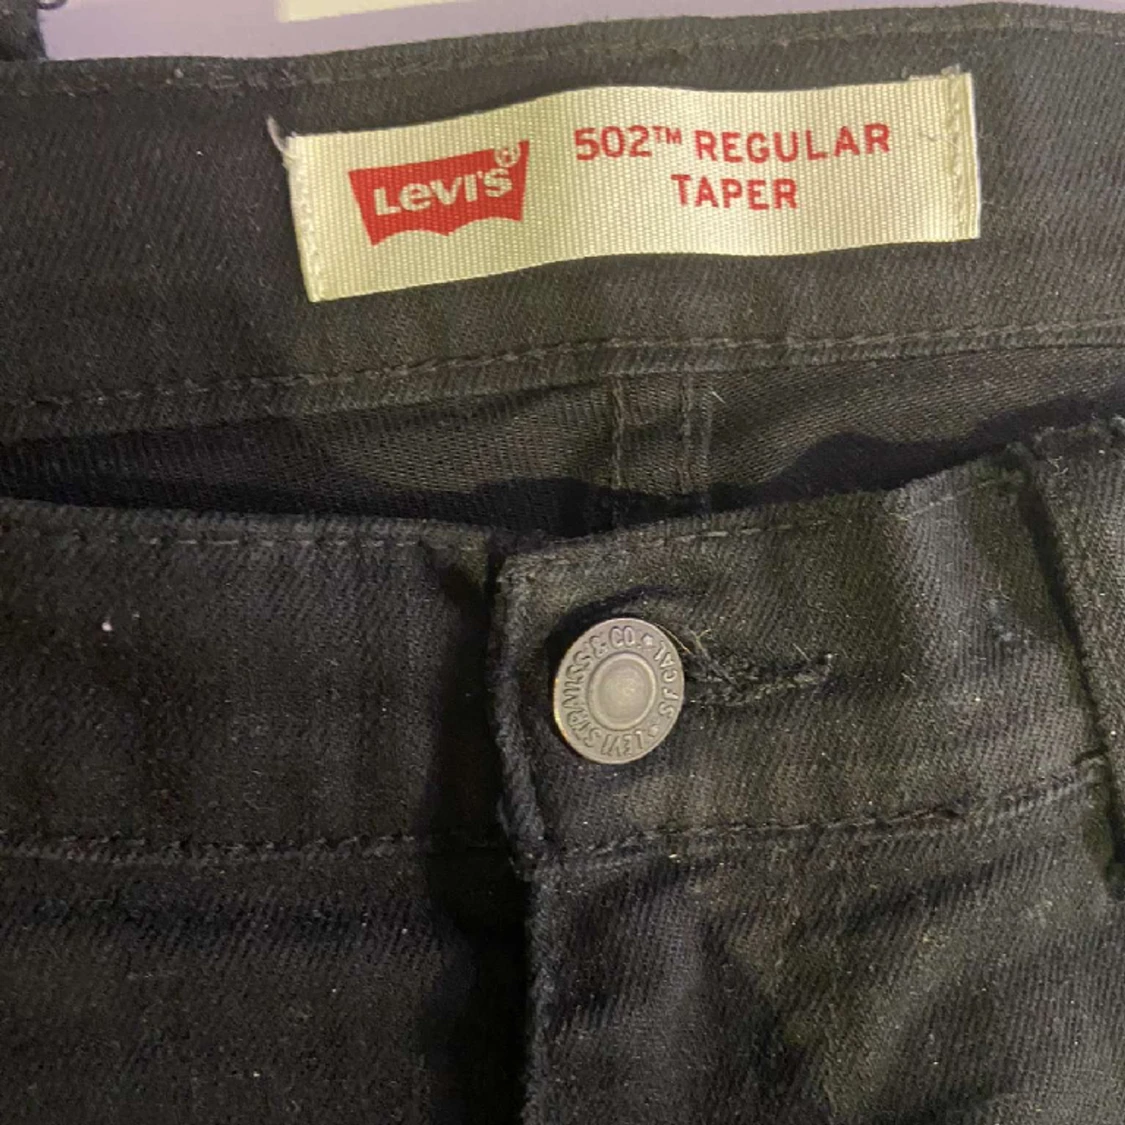 LEVI'S®
502™ REGULAR
TAPER
LEVI STRAUSS & CO. ★ S.F. CAL ★